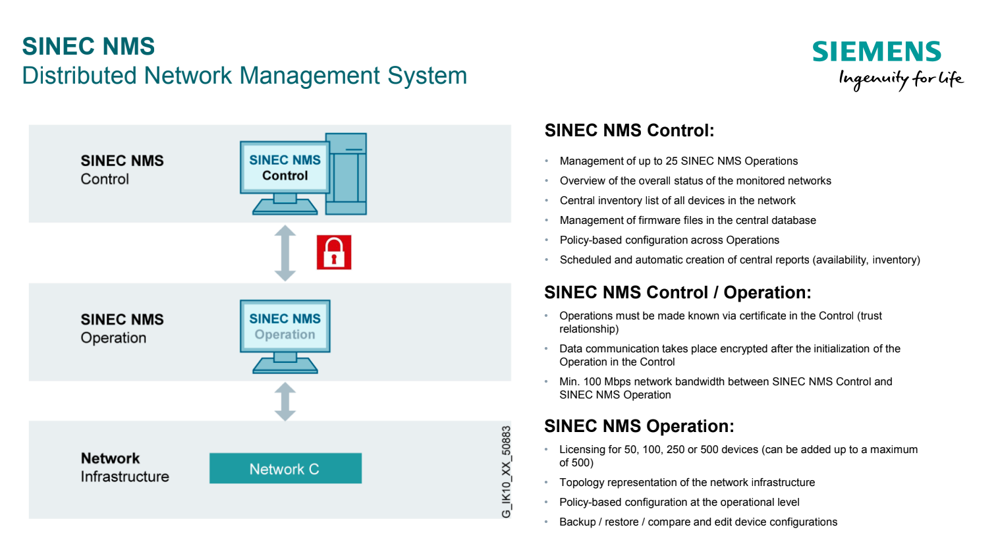 SINEC NMS
Distributed Network Management System
SIEMENS
Ingenuity for life
SINEC NMS
Control
SINEC NMS
Control
SINEC NMS
Operation
SINEC NMS
Operation
Network
Infrastructure
Network C
G_IK10_XX_50883
SINEC NMS Control:
• Management of up to 25 SINEC NMS Operations
• Overview of the overall status of the monitored networks
• Central inventory list of all devices in the network
• Management of firmware files in the central database
• Policy-based configuration across Operations
• Scheduled and automatic creation of central reports (availability, inventory)
SINEC NMS Control / Operation:
• Operations must be made known via certificate in the Control (trust
relationship)
• Data communication takes place encrypted after the initialization of the
Operation in the Control
• Min. 100 Mbps network bandwidth between SINEC NMS Control and
SINEC NMS Operation
SINEC NMS Operation:
• Licensing for 50, 100, 250 or 500 devices (can be added up to a maximum
of 500)
• Topology representation of the network infrastructure
• Policy-based configuration at the operational level
• Backup / restore / compare and edit device configurations